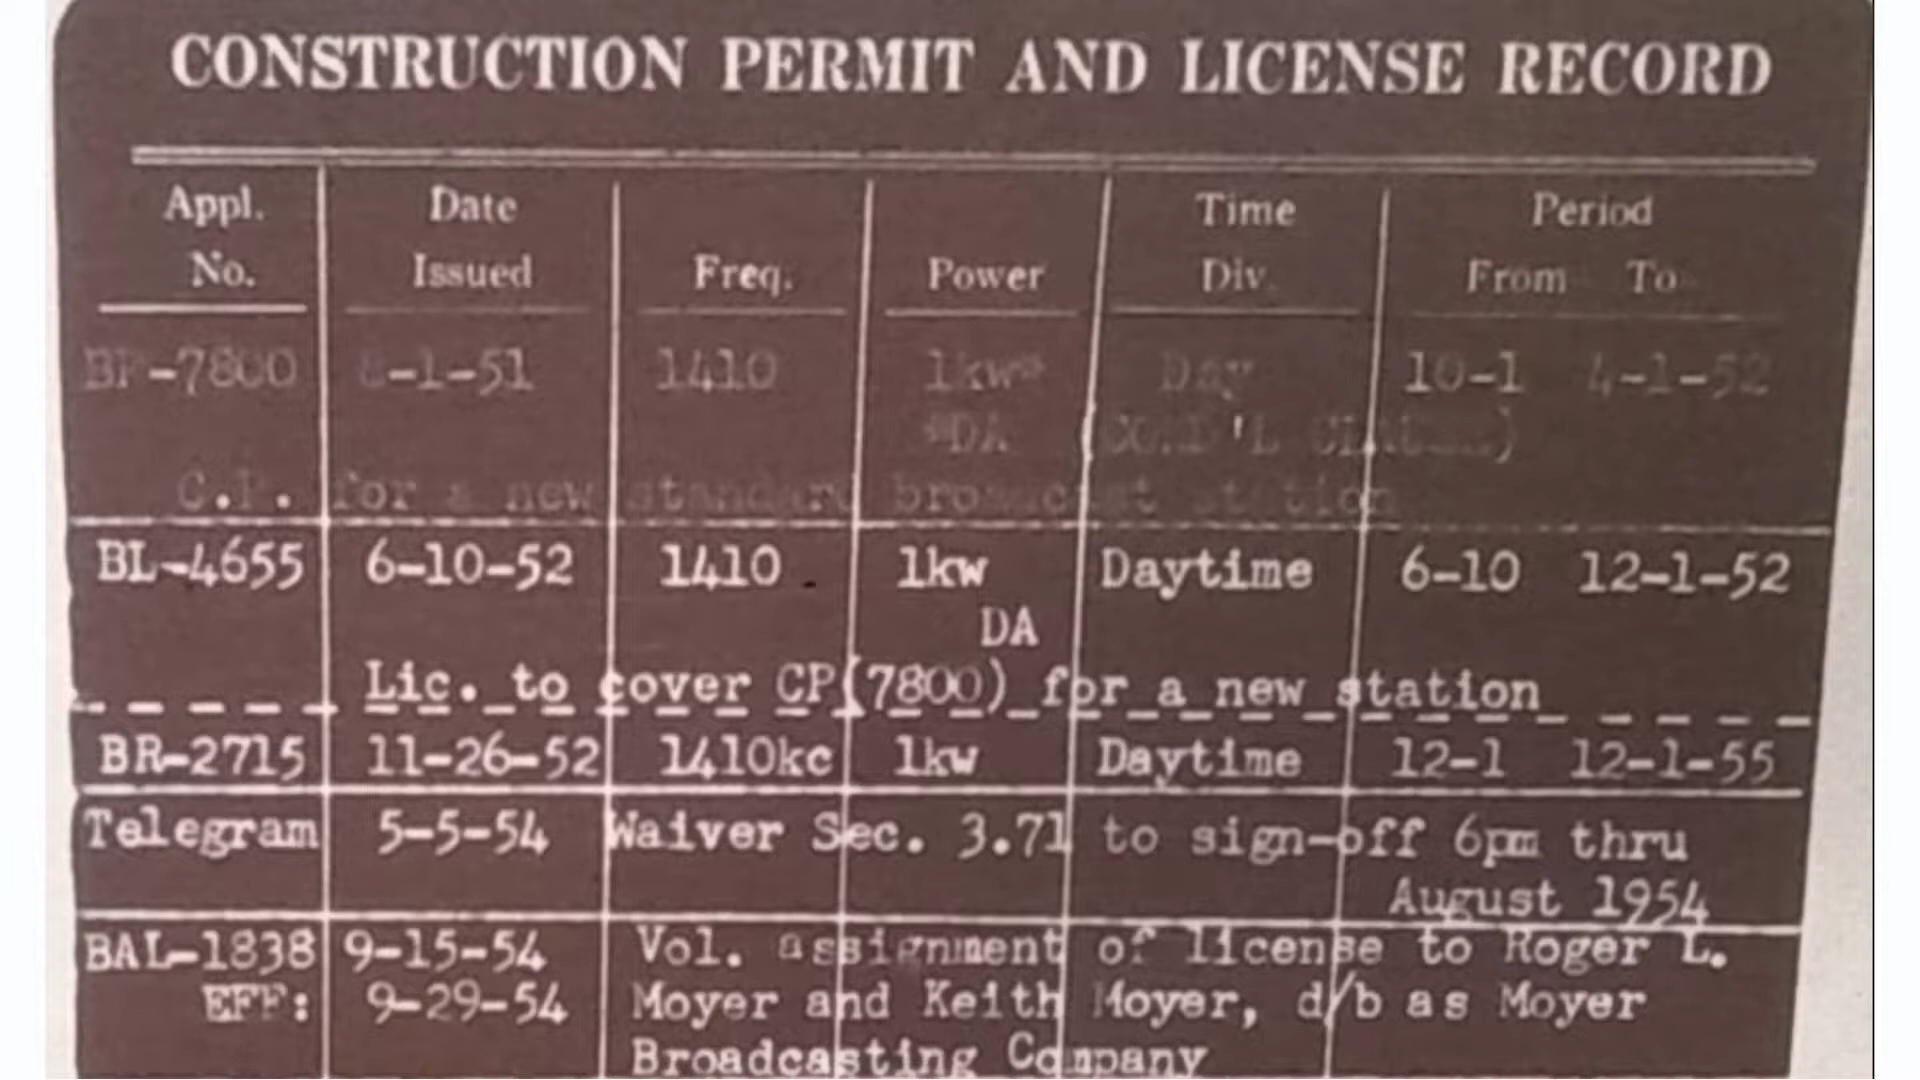 CONSTRUCTION PERMIT AND LICENSE RECORD
Appl. Date Time Period
No. Issued Freq. Power Div. From To
BP-7800 -1-51 1410 1kw* Day 10-1 4-1-52
*DA
C.P. for a new standard broadcast station
BL-4655 6-10-52 1410 1kw Daytime 6-10 12-1-52
DA
Lic. to cover CP(7800) for a new station
BR-2715 11-26-52 1410kc 1kw Daytime 12-1 12-1-55
Telegram 5-5-54 Waiver Sec. 3.71 to sign-off 6pm thru
August 1954
BAL-1838 9-15-54 Vol. assignment of license to Roger L.
EFF: 9-29-54 Moyer and Keith Moyer, d/b as Moyer
Broadcasting Company